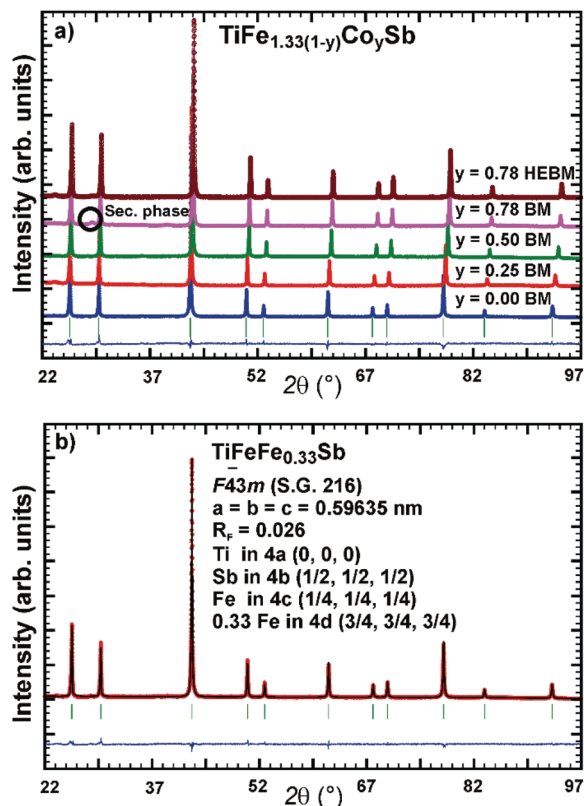 a)
TiFe1.33(1-y)CoySb
Intensity (arb. units)
Sec. phase
y = 0.78 HEBM
y = 0.78 BM
y = 0.50 BM
y = 0.25 BM
y = 0.00 BM
22 37 52 67 82 97
2θ (°)
b)
TiFeFe0.33Sb
F4̅3m (S.G. 216)
a = b = c = 0.59635 nm
RF = 0.026
Ti in 4a (0, 0, 0)
Sb in 4b (1/2, 1/2, 1/2)
Fe in 4c (1/4, 1/4, 1/4)
0.33 Fe in 4d (3/4, 3/4, 3/4)
Intensity (arb. units)
22 37 52 67 82 97
2θ (°)